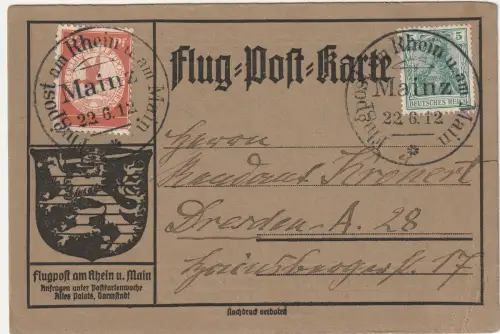 Flug=Post=Karte
Flugpost am Rhein u. am Main
Mainz
22.6.12
Flugpost am Rhein u. am Main
Mainz
22.6.12
5
DEUTSCHES REICH
Herrn
Rendant
Dresden-A. 28
17
Flugpost am Rhein u. Main
Anfragen unter Postkartenwoche
Altes Palais, Darmstadt
Nachdruck verboten